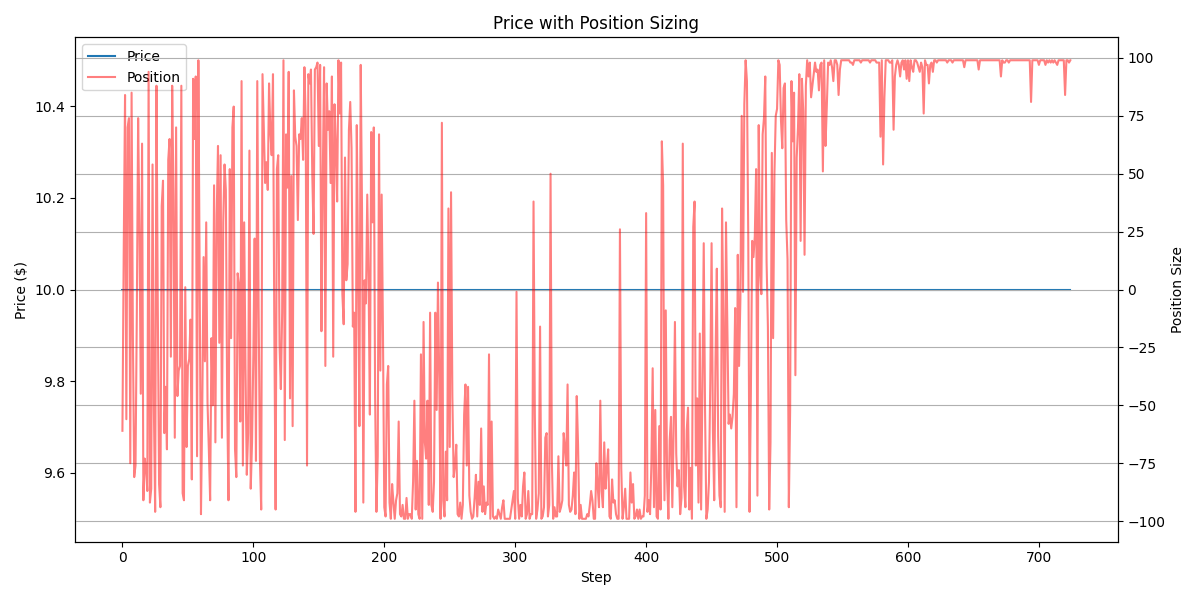 Price with Position Sizing
Price
Position
Price ($)
10.4
10.2
10.0
9.8
9.6
100
75
50
25
0
−25
−50
−75
−100
Position Size
0 100 200 300 400 500 600 700
Step